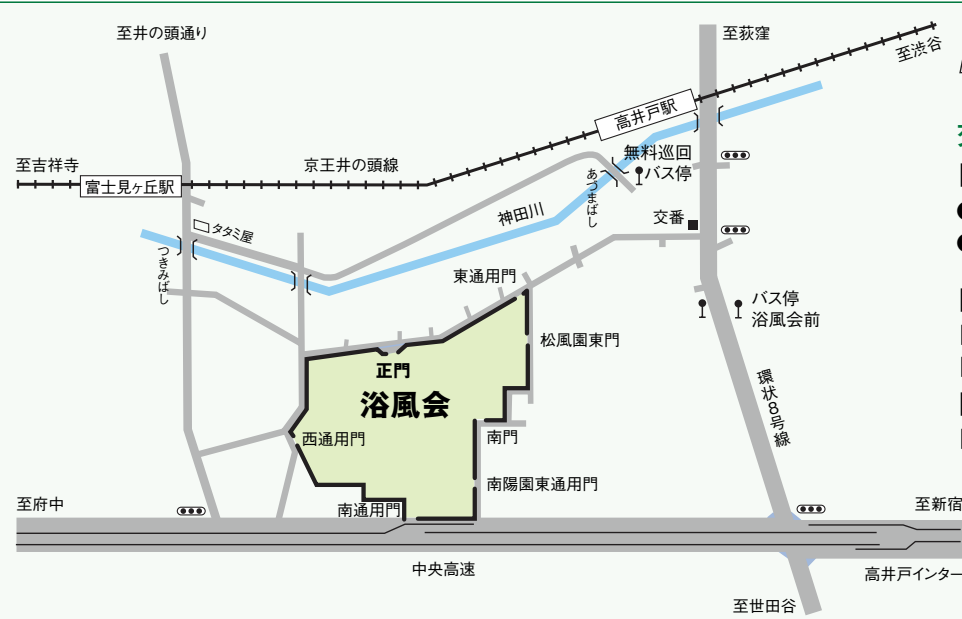 至井の頭通り
至荻窪
至渋谷
高井戸駅
至吉祥寺
京王井の頭線
無料巡回
バス停
富士見ヶ丘駅
あづまばし
神田川
交番
タタミ屋
つきみばし
東通用門
バス停
浴風会前
松風園東門
正門
浴風会
環状8号線
西通用門
南門
南陽園東通用門
至府中
南通用門
至新宿
中央高速
高井戸インター
至世田谷